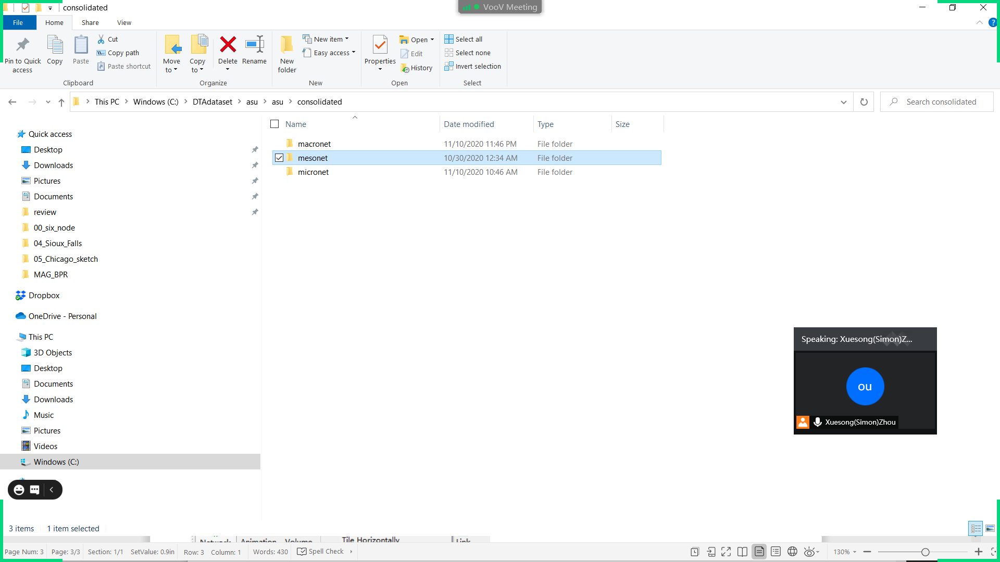 consolidated
VooV Meeting
File
Home
Share
View
Pin to Quick access
Copy
Paste
Cut
Copy path
Paste shortcut
Clipboard
Move to
Copy to
Delete
Rename
Organize
New folder
New item
Easy access
New
Properties
Open
Edit
History
Open
Select all
Select none
Invert selection
Select
This PC > Windows (C:) > DTAdataset > asu > asu > consolidated
Search consolidated
Name Date modified Type Size
macronet 11/10/2020 11:46 PM File folder
mesonet 10/30/2020 12:34 AM File folder
micronet 11/10/2020 10:46 AM File folder
Quick access
Desktop
Downloads
Pictures
Documents
review
00_six_node
04_Sioux_Falls
05_Chicago_sketch
MAG_BPR
Dropbox
OneDrive - Personal
This PC
3D Objects
Desktop
Documents
Downloads
Music
Pictures
Videos
Windows (C:)
Speaking: Xuesong(Simon)Z...
ou
Xuesong(Simon)Zhou
3 items 1 item selected
Network Animation Volume Tile Horizontally Link
Page Num: 3 Page: 3/3 Section: 1/1 SetValue: 0.9in Row: 3 Column: 1 Words: 430 Spell Check 130%